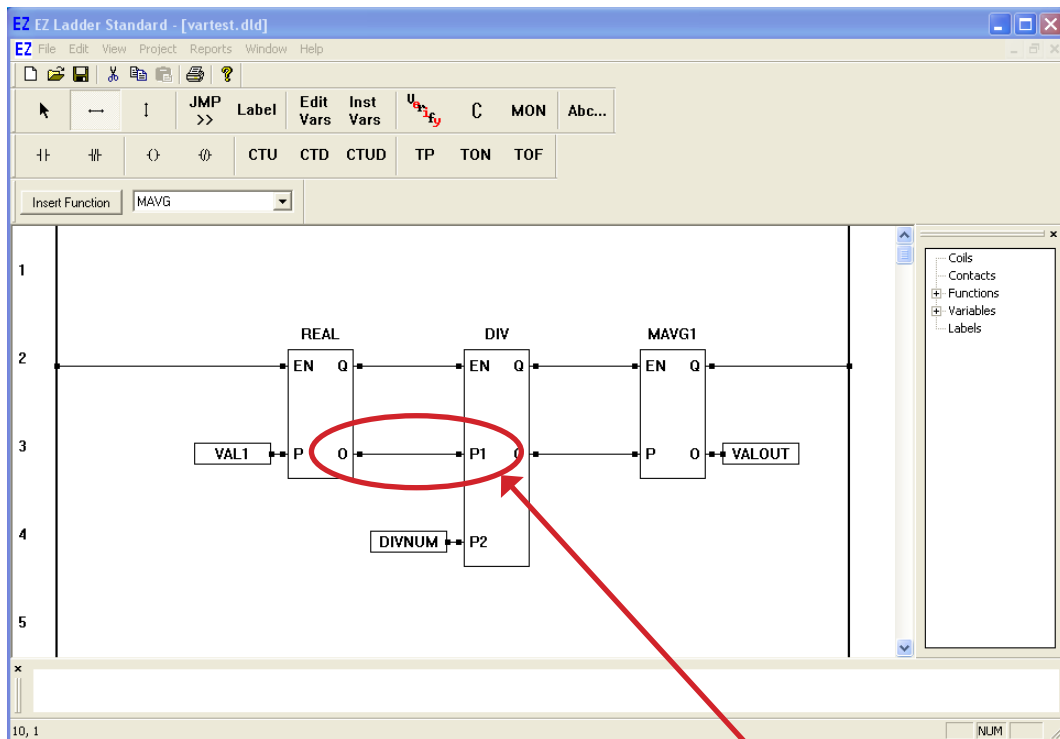 EZ EZ Ladder Standard - [vartest.dld]
EZ File Edit View Project Reports Window Help
JMP >> Label Edit Vars Inst Vars Verify C MON Abc...
CTU CTD CTUD TP TON TOF
Insert Function MAVG
1
REAL DIV MAVG1
2 EN Q EN Q EN Q
3 VAL1 P O P1 O P O VALOUT
4 DIVNUM P2
5
Coils
Contacts
Functions
Variables
Labels
10, 1 NUM